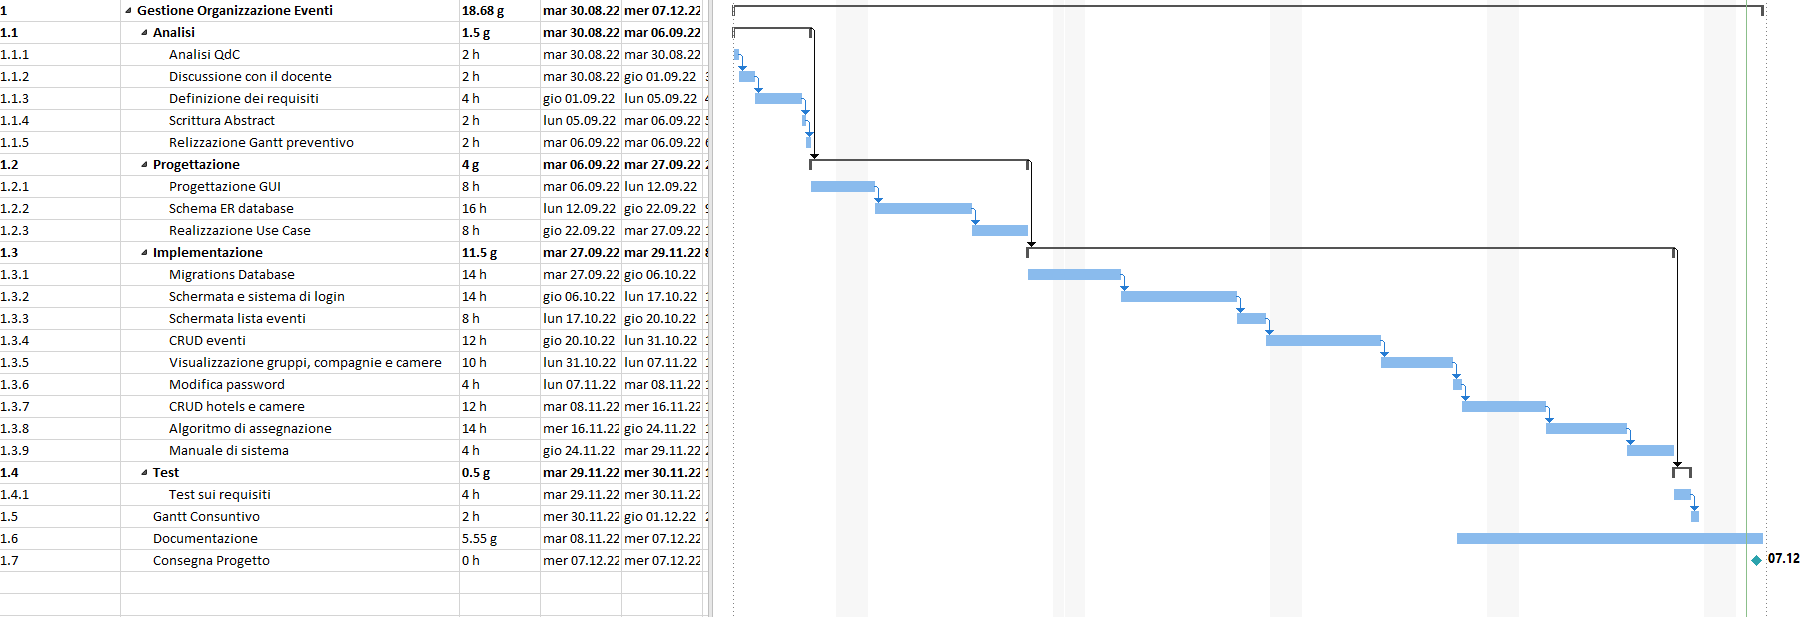 1 Gestione Organizzazione Eventi 18.68 g mar 30.08.22 mer 07.12.22
1.1 Analisi 1.5 g mar 30.08.22 mar 06.09.22
1.1.1 Analisi QdC 2 h mar 30.08.22 mar 30.08.22
1.1.2 Discussione con il docente 2 h mar 30.08.22 gio 01.09.22
1.1.3 Definizione dei requisiti 4 h gio 01.09.22 lun 05.09.22
1.1.4 Scrittura Abstract 2 h lun 05.09.22 mar 06.09.22
1.1.5 Relizzazione Gantt preventivo 2 h mar 06.09.22 mar 06.09.22
1.2 Progettazione 4 g mar 06.09.22 mar 27.09.22
1.2.1 Progettazione GUI 8 h mar 06.09.22 lun 12.09.22
1.2.2 Schema ER database 16 h lun 12.09.22 gio 22.09.22
1.2.3 Realizzazione Use Case 8 h gio 22.09.22 mar 27.09.22
1.3 Implementazione 11.5 g mar 27.09.22 mar 29.11.22
1.3.1 Migrations Database 14 h mar 27.09.22 gio 06.10.22
1.3.2 Schermata e sistema di login 14 h gio 06.10.22 lun 17.10.22
1.3.3 Schermata lista eventi 8 h lun 17.10.22 gio 20.10.22
1.3.4 CRUD eventi 12 h gio 20.10.22 lun 31.10.22
1.3.5 Visualizzazione gruppi, compagnie e camere 10 h lun 31.10.22 lun 07.11.22
1.3.6 Modifica password 4 h lun 07.11.22 mar 08.11.22
1.3.7 CRUD hotels e camere 12 h mar 08.11.22 mer 16.11.22
1.3.8 Algoritmo di assegnazione 14 h mer 16.11.22 gio 24.11.22
1.3.9 Manuale di sistema 4 h gio 24.11.22 mar 29.11.22
1.4 Test 0.5 g mar 29.11.22 mer 30.11.22
1.4.1 Test sui requisiti 4 h mar 29.11.22 mer 30.11.22
1.5 Gantt Consuntivo 2 h mer 30.11.22 gio 01.12.22
1.6 Documentazione 5.55 g mar 08.11.22 mer 07.12.22
1.7 Consegna Progetto 0 h mer 07.12.22 mer 07.12.22
07.12